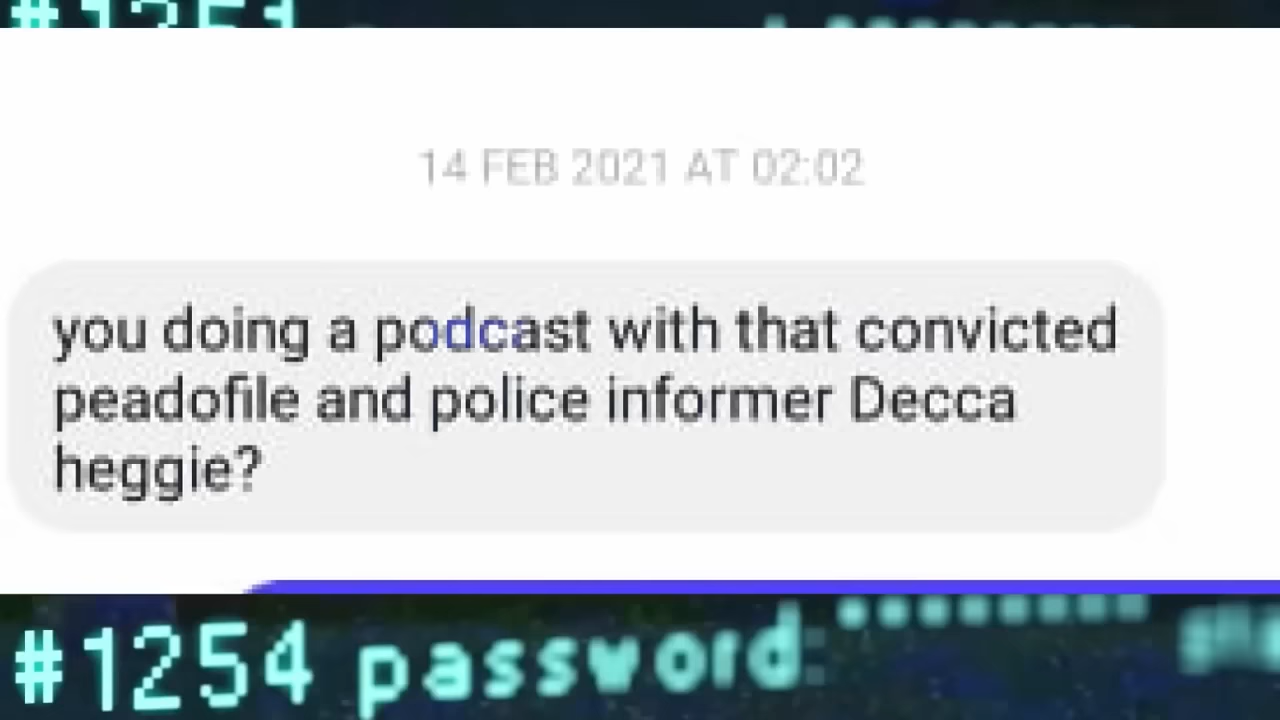 14 FEB 2021 AT 02:02
you doing a podcast with that convicted
peadofile and police informer Decca
heggie?
#1254 password: